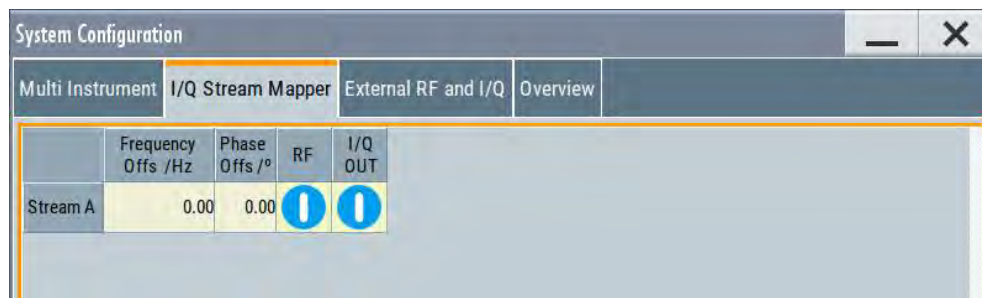 System Configuration
Multi Instrument I/Q Stream Mapper External RF and I/Q Overview
Frequency Offs /Hz Phase Offs /º RF I/Q OUT
Stream A 0.00 0.00